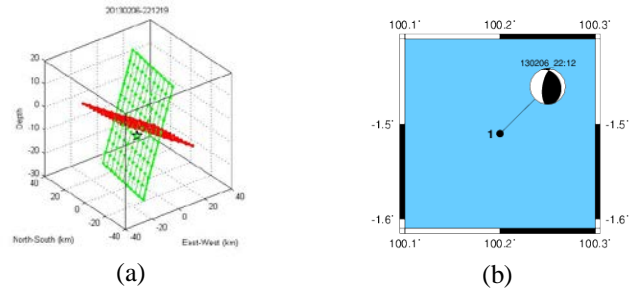 20130206-221219
Depth
20
10
0
-10
-20
-30
40
20
0
-20
-40
-40
-20
0
20
40
North-South (km)
East-West (km)
(a)
100.1° 100.2° 100.3°
130206_22:12
-1.5° 1 -1.5°
-1.6° -1.6°
100.1° 100.2° 100.3°
(b)